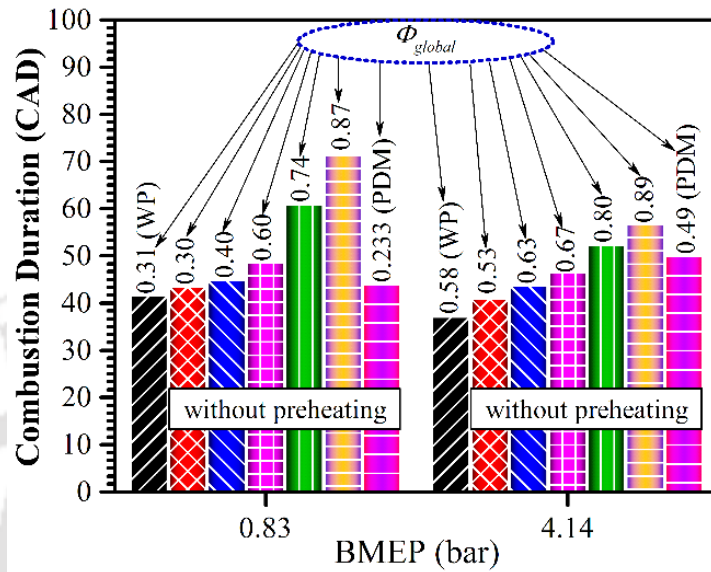 Φglobal
Combustion Duration (CAD)
100
90
80
70
60
50
40
30
20
10
0
0.31 (WP)
0.30
0.40
0.60
0.74
0.87
0.233 (PDM)
0.58 (WP)
0.53
0.63
0.67
0.80
0.89
0.49 (PDM)
without preheating
without preheating
0.83
4.14
BMEP (bar)